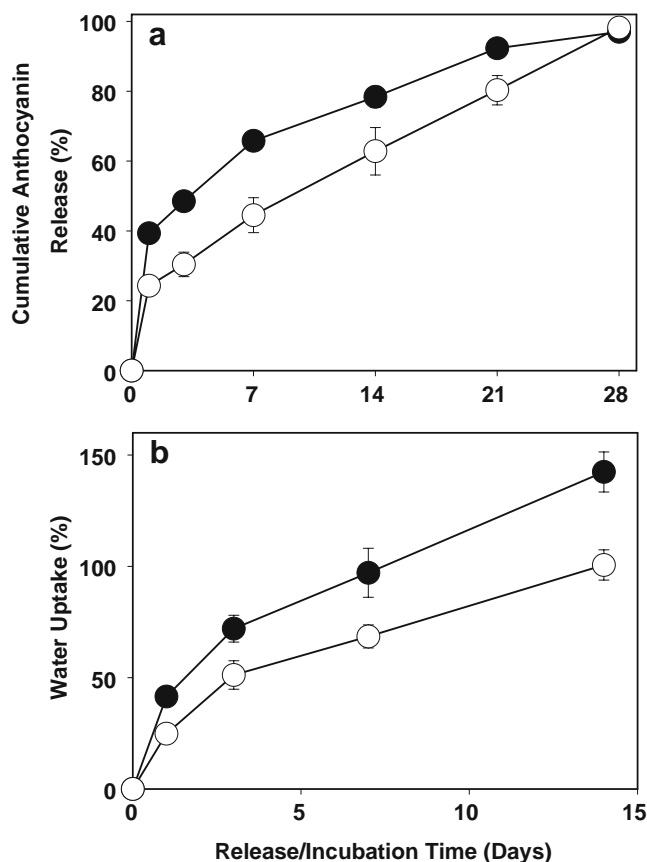 a
100
80
60
40
20
0
Cumulative Anthocyanin
Release (%)
0 7 14 21 28
b
150
100
50
0
Water Uptake (%)
0 5 10 15
Release/Incubation Time (Days)